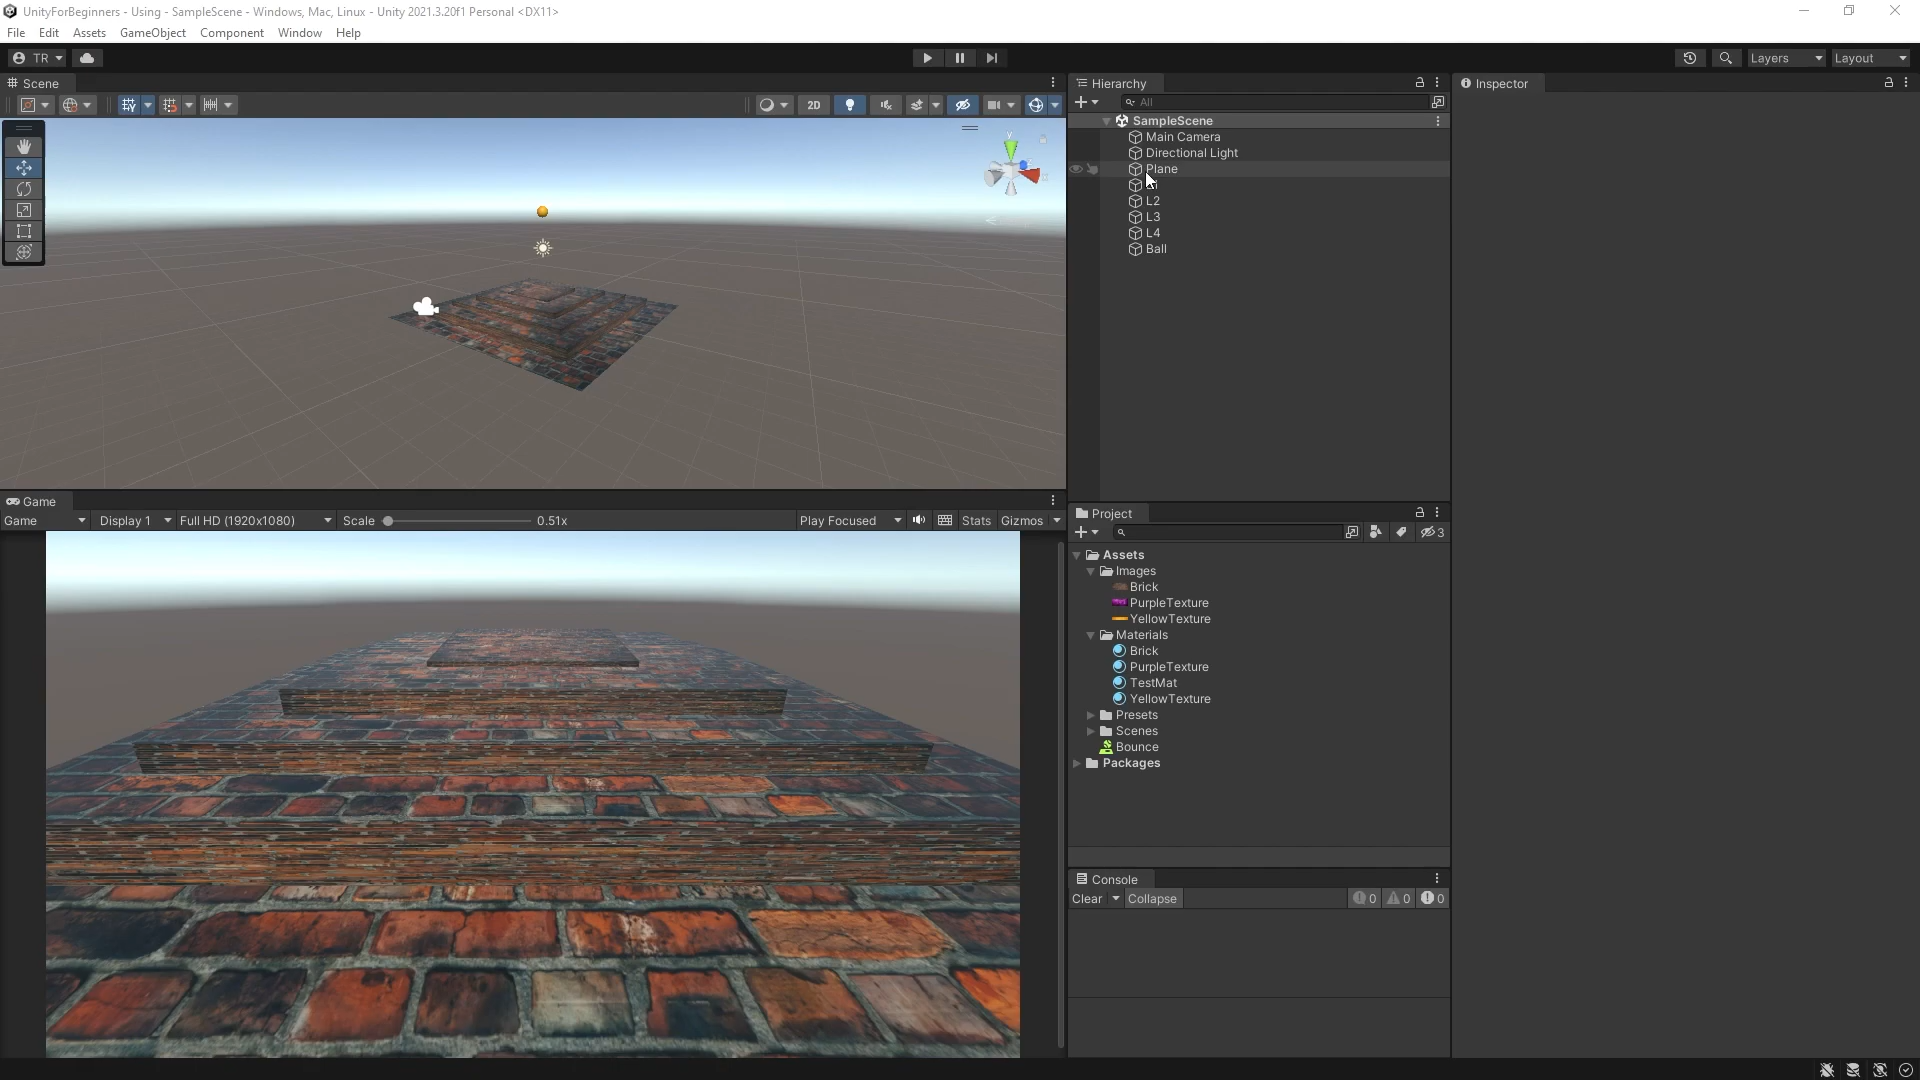 UnityForBeginners - Using - SampleScene - Windows, Mac, Linux - Unity 2021.3.20f1 Personal <DX11>
File Edit Assets GameObject Component Window Help
TR Layers Layout
Scene
2D
y
Game
Game Display 1 Full HD (1920x1080) Scale 0.51x Play Focused Stats Gizmos
Hierarchy
All
SampleScene
Main Camera
Directional Light
Plane
L2
L3
L4
Ball
Project
3
Assets
Images
Brick
PurpleTexture
YellowTexture
Materials
Brick
PurpleTexture
TestMat
YellowTexture
Presets
Scenes
Bounce
Packages
Console
Clear Collapse 0 0 0
Inspector